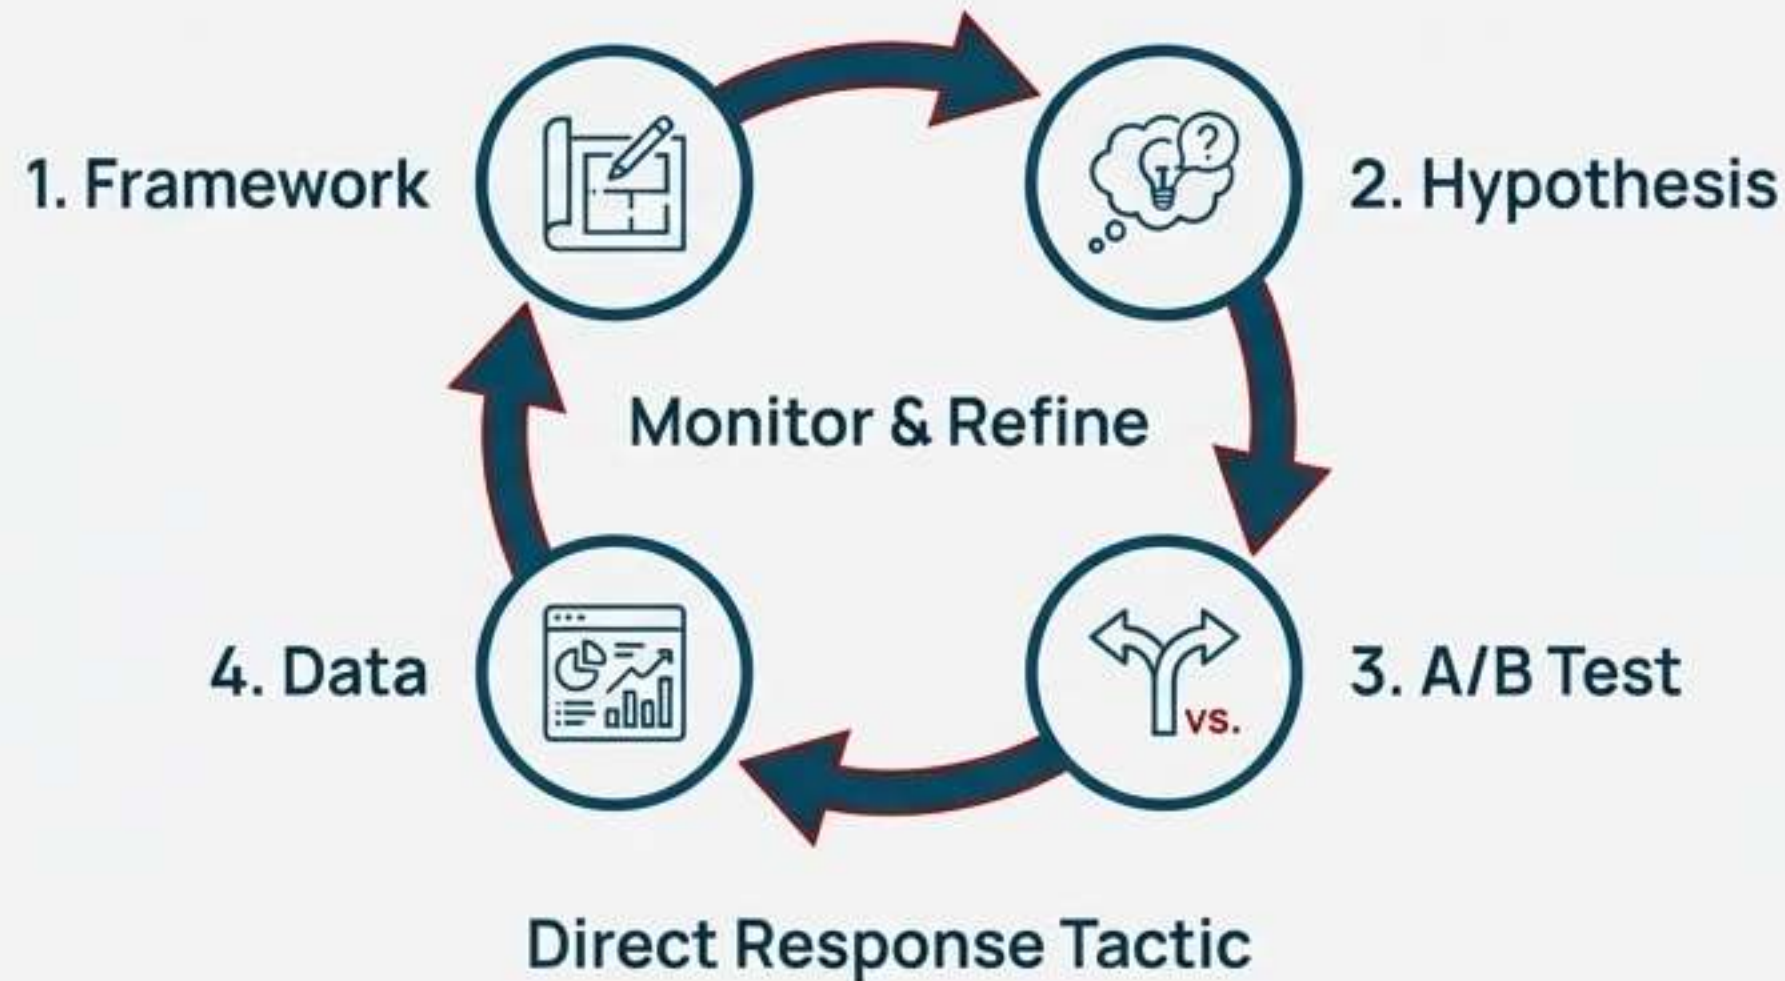 1. Framework
2. Hypothesis
?
Monitor & Refine
4. Data
3. A/B Test
vs.
Direct Response Tactic